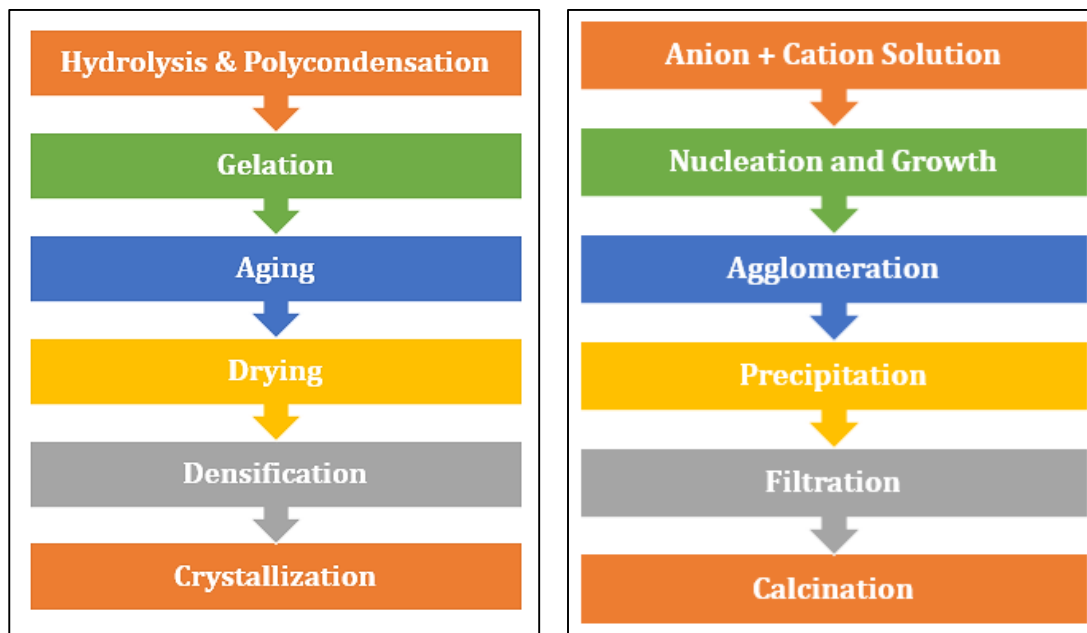 Hydrolysis & Polycondensation
Gelation
Aging
Drying
Densification
Crystallization
Anion + Cation Solution
Nucleation and Growth
Agglomeration
Precipitation
Filtration
Calcination